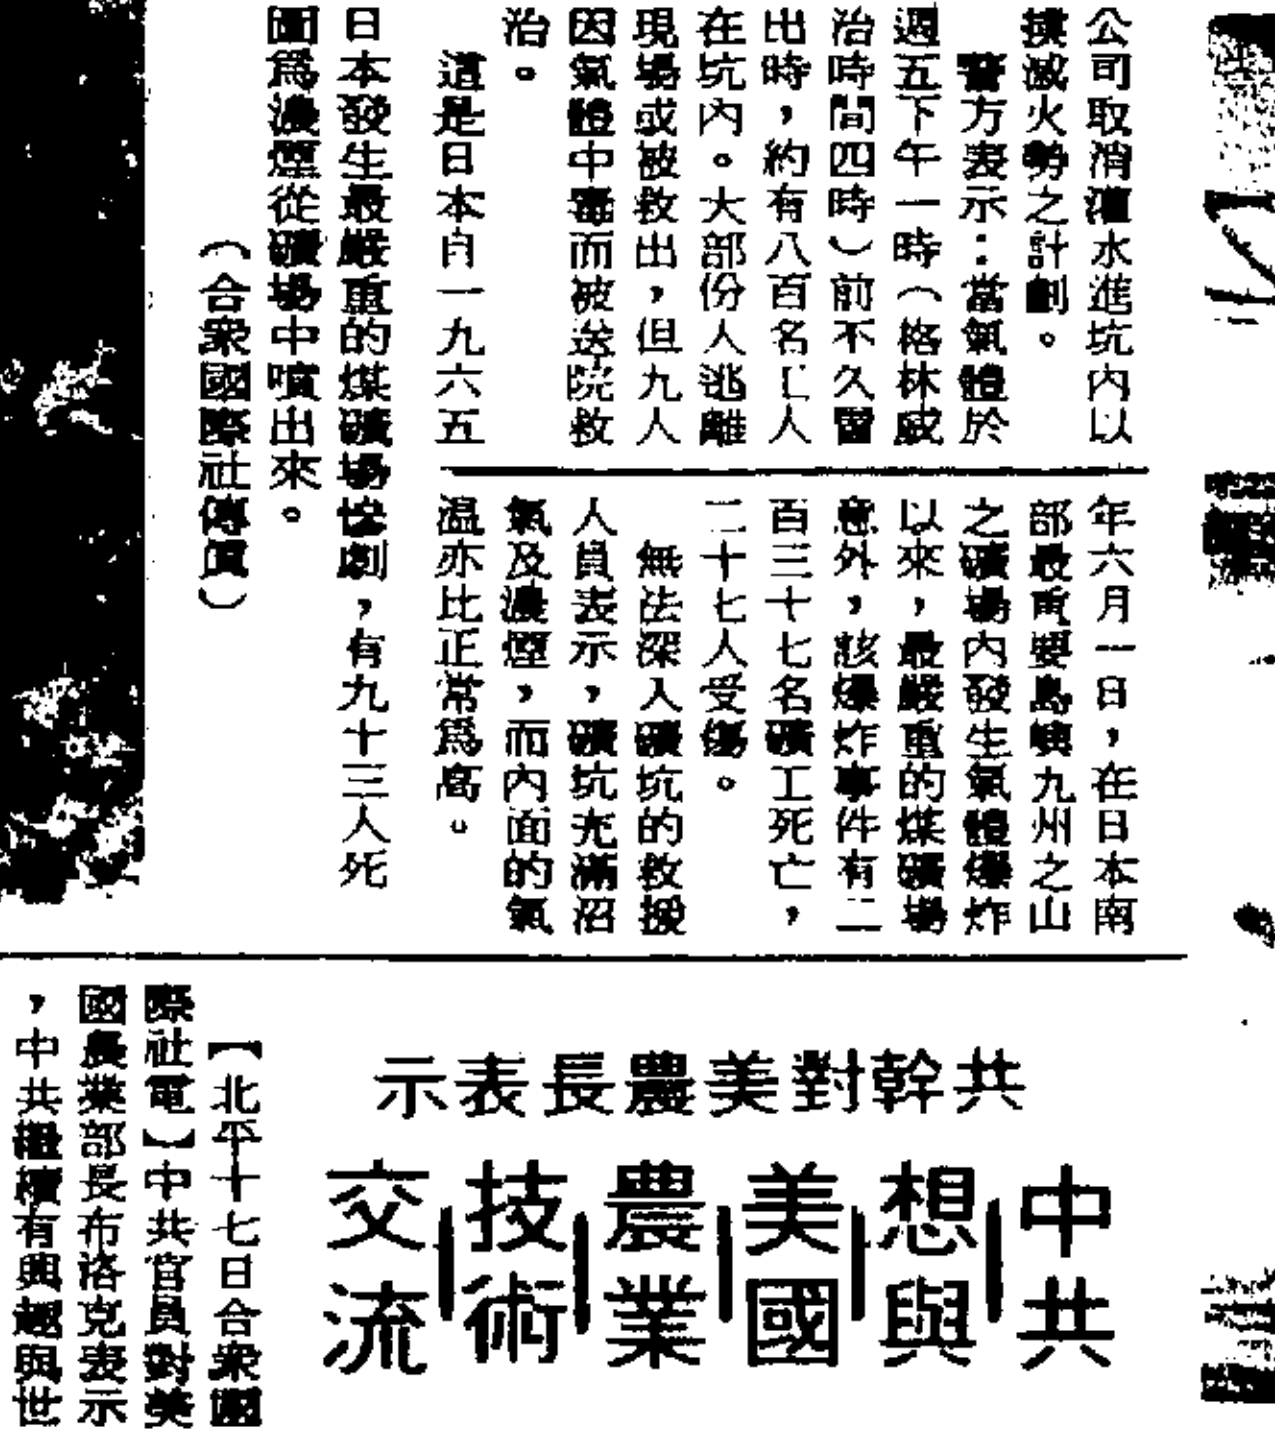 公司取消灌水進坑內以
撲滅火勢之計劃。
警方表示：當氣體於
週五下午一時（格林威
治時間四時）前不久冒
出時，約有八百名工人
在坑內。大部份人逃離
現場或被救出，但九人
因氣體中毒而被送院救
治。
這是日本自一九六五
年六月一日，在日本南
部最重要島嶼九州之山
之礦場內發生氣體爆炸
以來，最嚴重的煤礦場
意外，該爆炸事件有二
百三十七名礦工死亡，
二十七人受傷。
無法深入礦坑的救援
人員表示，礦坑充滿沼
氣及濃煙，而內面的氣
温亦比正常爲高。
日本發生最嚴重的煤礦場慘劇，有九十三人死
圖爲濃煙從礦場中噴出來。
（合衆國際社傳眞）
共幹對美農長表示
中共
想與
美國
農業
技術
交流
【北平十七日合衆國
際社電】中共官員對美
國農業部長布洛克表示
，中共繼續有興趣與世